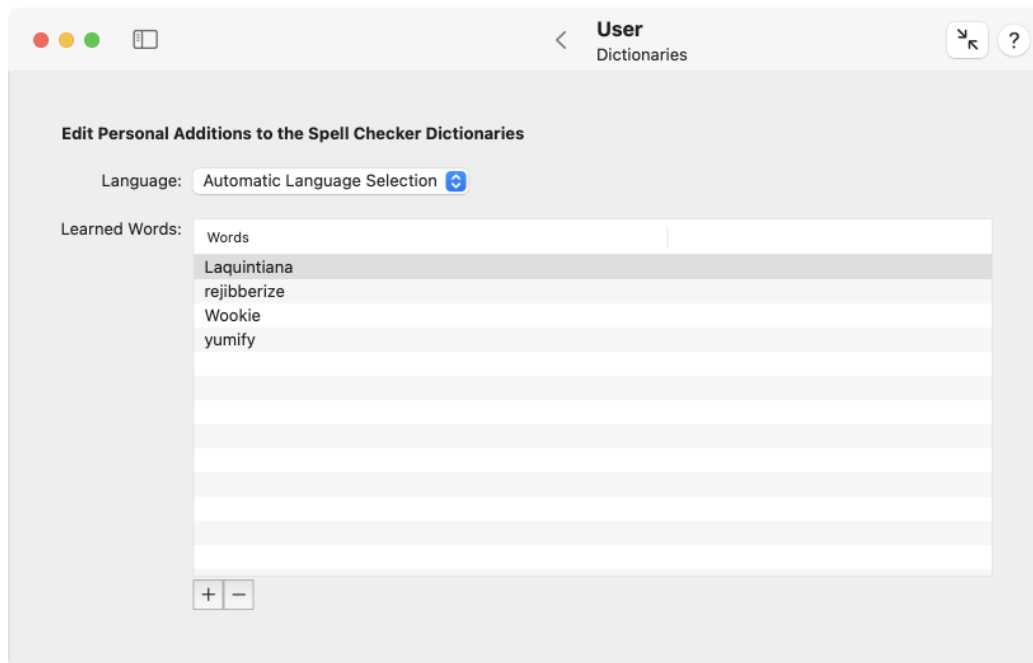 User
Dictionaries
?
Edit Personal Additions to the Spell Checker Dictionaries
Language: Automatic Language Selection
Learned Words: Words
Laquintiana
rejibberize
Wookie
yumify
+ −